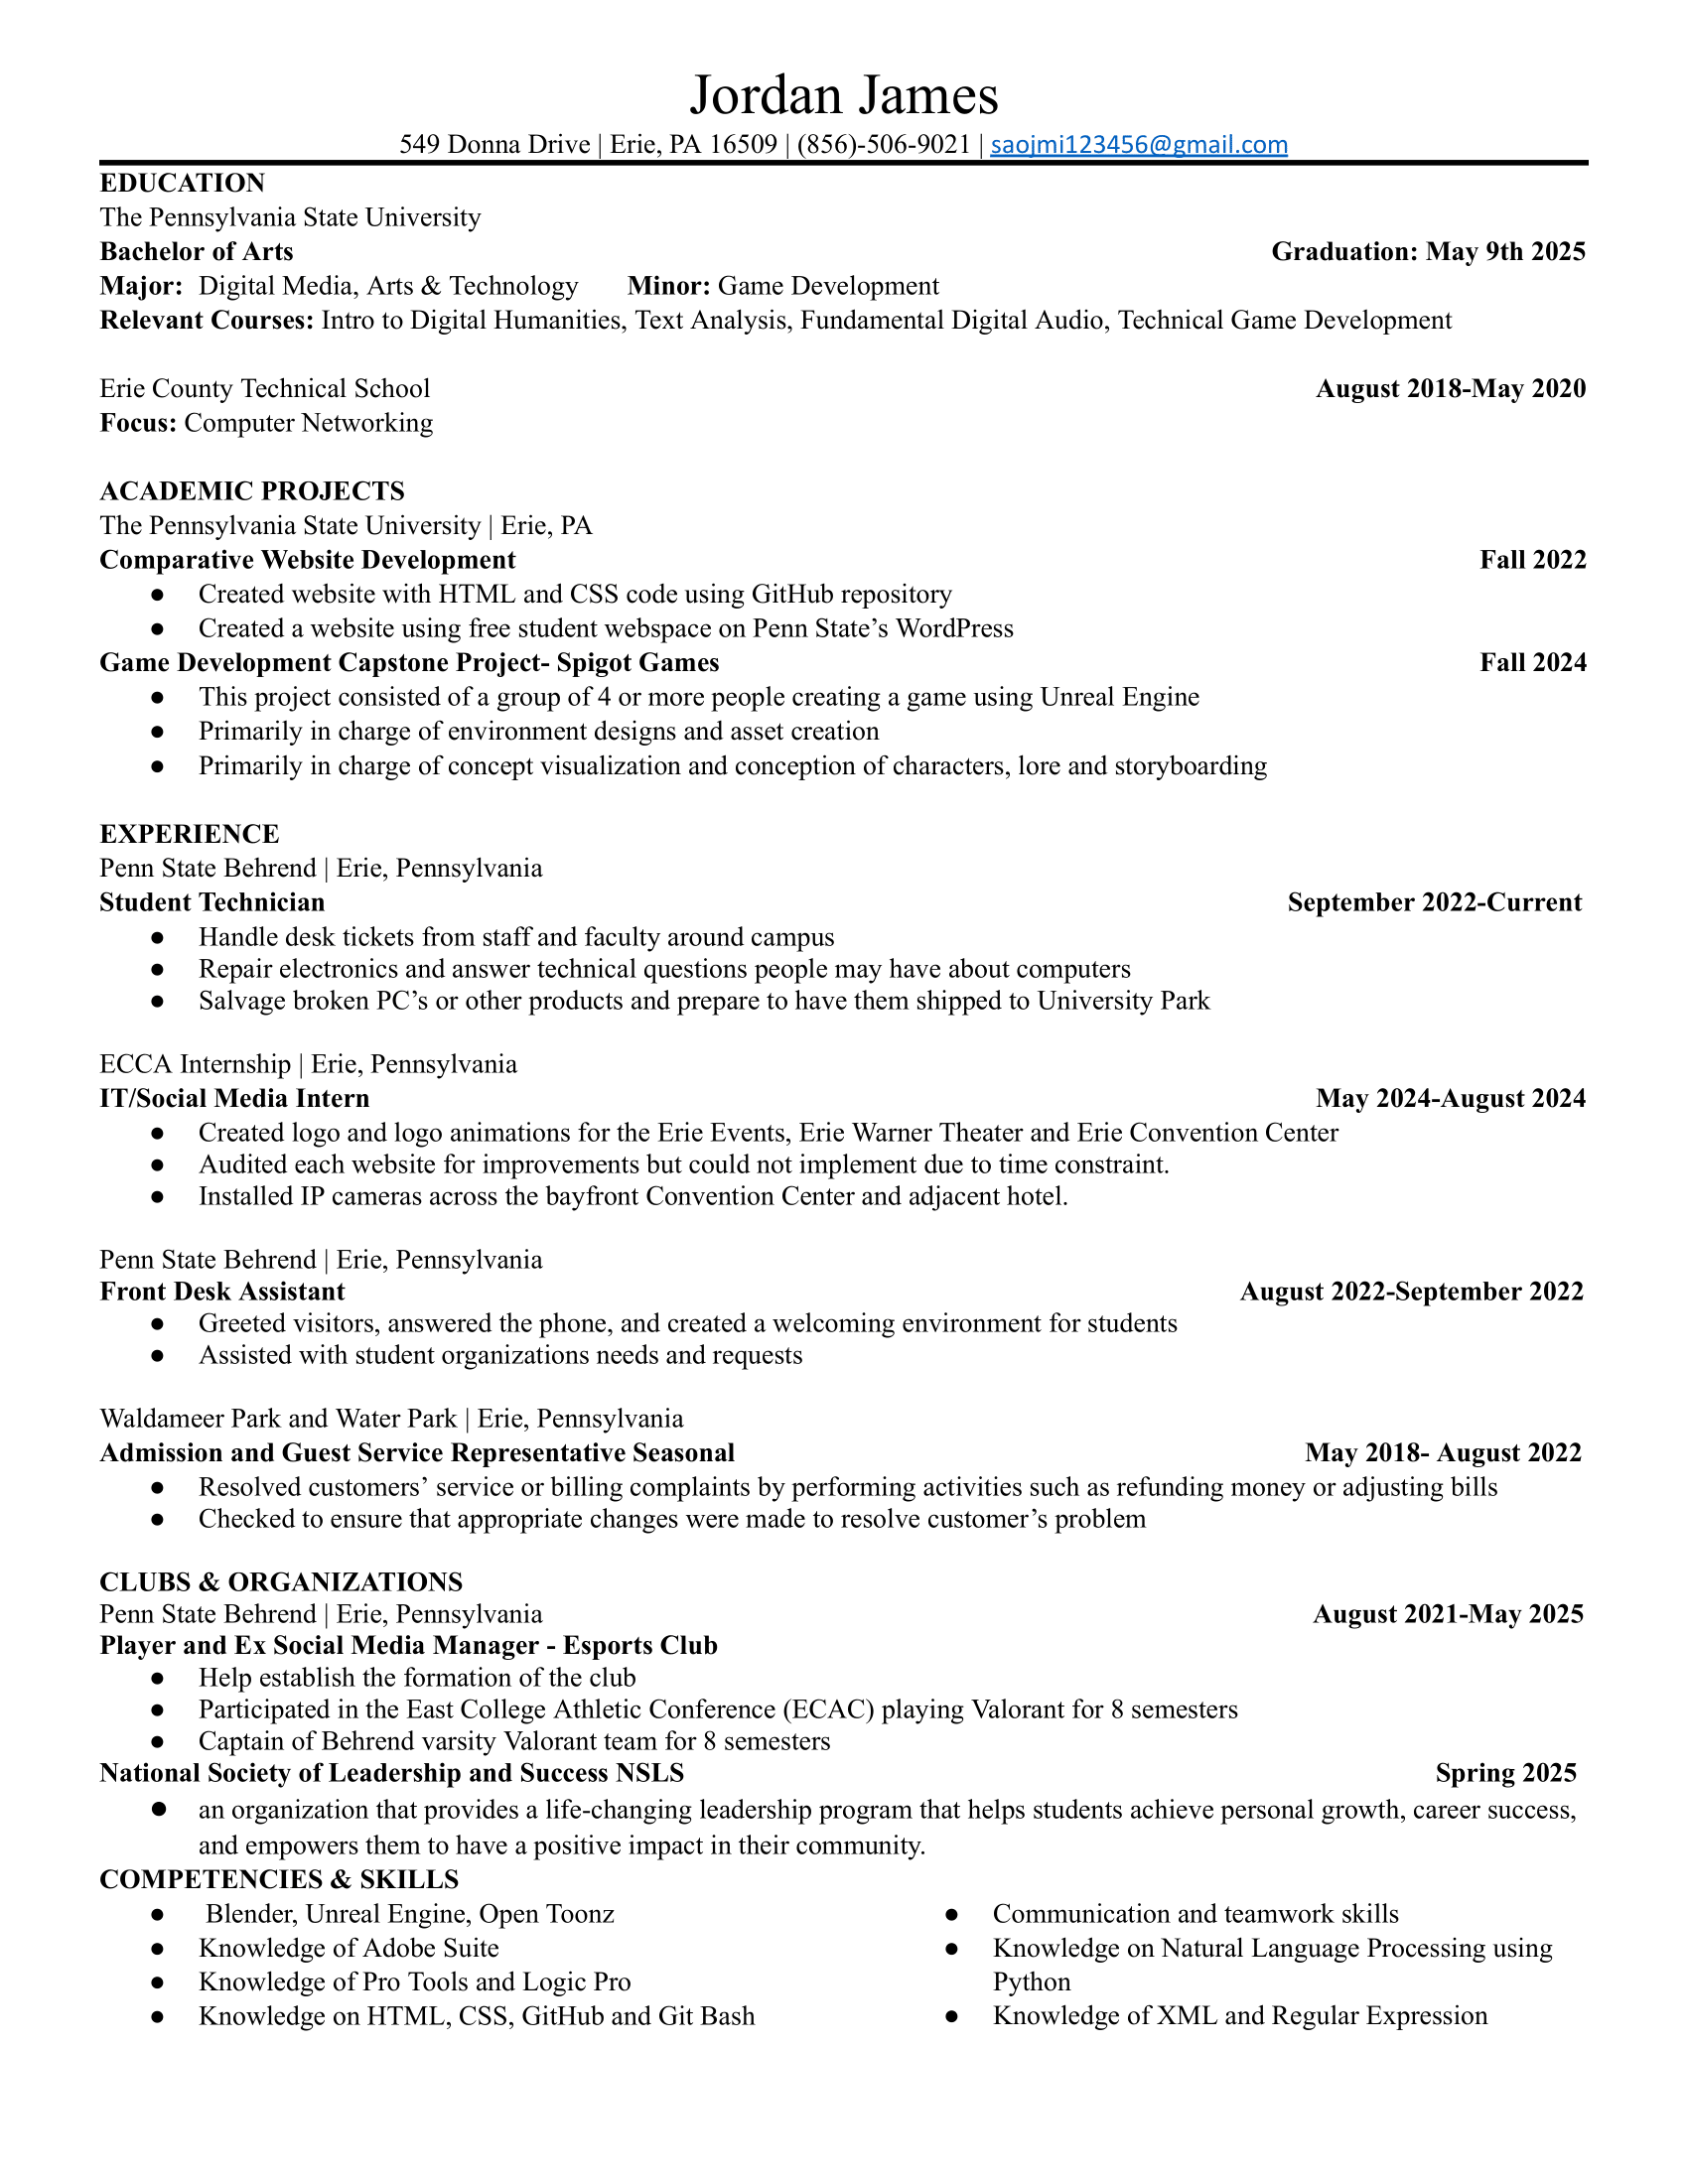 Jordan James
549 Donna Drive | Erie, PA 16509 | (856)-506-9021 | saojmi123456@gmail.com
EDUCATION
The Pennsylvania State University
Bachelor of Arts Graduation: May 9th 2025
Major: Digital Media, Arts & Technology Minor: Game Development
Relevant Courses: Intro to Digital Humanities, Text Analysis, Fundamental Digital Audio, Technical Game Development
Erie County Technical School August 2018-May 2020
Focus: Computer Networking
ACADEMIC PROJECTS
The Pennsylvania State University | Erie, PA
Comparative Website Development Fall 2022
● Created website with HTML and CSS code using GitHub repository
● Created a website using free student webspace on Penn State’s WordPress
Game Development Capstone Project- Spigot Games Fall 2024
● This project consisted of a group of 4 or more people creating a game using Unreal Engine
● Primarily in charge of environment designs and asset creation
● Primarily in charge of concept visualization and conception of characters, lore and storyboarding
EXPERIENCE
Penn State Behrend | Erie, Pennsylvania
Student Technician September 2022-Current
● Handle desk tickets from staff and faculty around campus
● Repair electronics and answer technical questions people may have about computers
● Salvage broken PC’s or other products and prepare to have them shipped to University Park
ECCA Internship | Erie, Pennsylvania
IT/Social Media Intern May 2024-August 2024
● Created logo and logo animations for the Erie Events, Erie Warner Theater and Erie Convention Center
● Audited each website for improvements but could not implement due to time constraint.
● Installed IP cameras across the bayfront Convention Center and adjacent hotel.
Penn State Behrend | Erie, Pennsylvania
Front Desk Assistant August 2022-September 2022
● Greeted visitors, answered the phone, and created a welcoming environment for students
● Assisted with student organizations needs and requests
Waldameer Park and Water Park | Erie, Pennsylvania
Admission and Guest Service Representative Seasonal May 2018- August 2022
● Resolved customers’ service or billing complaints by performing activities such as refunding money or adjusting bills
● Checked to ensure that appropriate changes were made to resolve customer’s problem
CLUBS & ORGANIZATIONS
Penn State Behrend | Erie, Pennsylvania August 2021-May 2025
Player and Ex Social Media Manager - Esports Club
● Help establish the formation of the club
● Participated in the East College Athletic Conference (ECAC) playing Valorant for 8 semesters
● Captain of Behrend varsity Valorant team for 8 semesters
National Society of Leadership and Success NSLS Spring 2025
● an organization that provides a life-changing leadership program that helps students achieve personal growth, career success,
and empowers them to have a positive impact in their community.
COMPETENCIES & SKILLS
● Blender, Unreal Engine, Open Toonz
● Knowledge of Adobe Suite
● Knowledge of Pro Tools and Logic Pro
● Knowledge on HTML, CSS, GitHub and Git Bash
● Communication and teamwork skills
● Knowledge on Natural Language Processing using
Python
● Knowledge of XML and Regular Expression